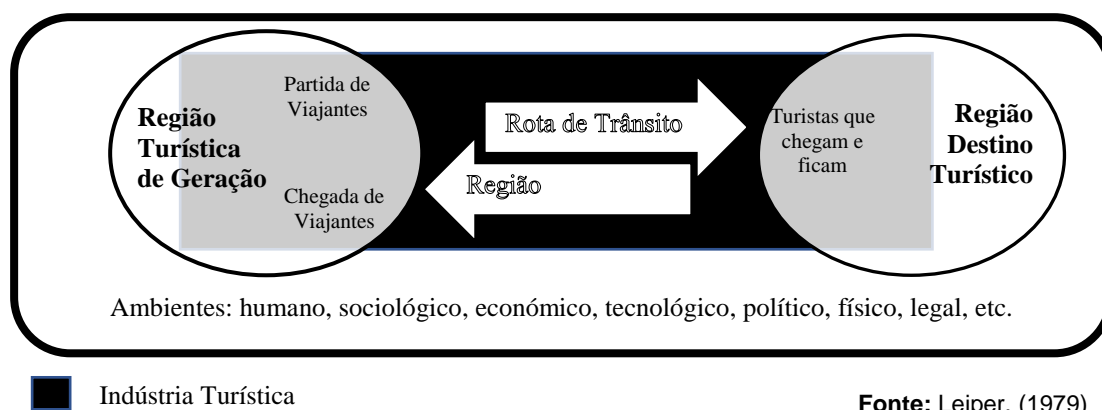 Partida de
Viajantes
Região
Turística
de Geração
Chegada de
Viajantes
Rota de Trânsito
Região
Turistas que
chegam e
ficam
Região
Destino
Turístico
Ambientes: humano, sociológico, económico, tecnológico, político, físico, legal, etc.
Indústria Turística
Fonte: Leiper, (1979)